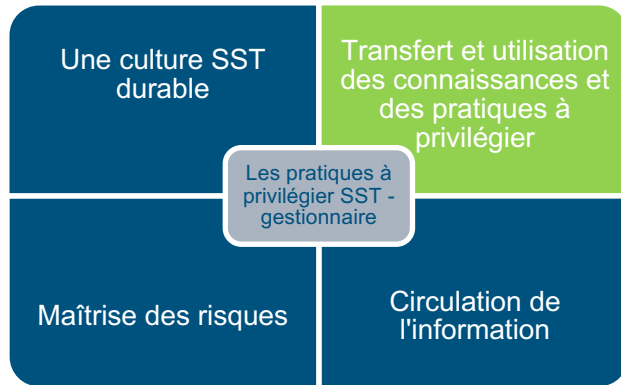 Une culture SST
durable
Transfert et utilisation
des connaissances et
des pratiques à
privilégier
Les pratiques à
privilégier SST -
gestionnaire
Maîtrise des risques
Circulation de
l'information